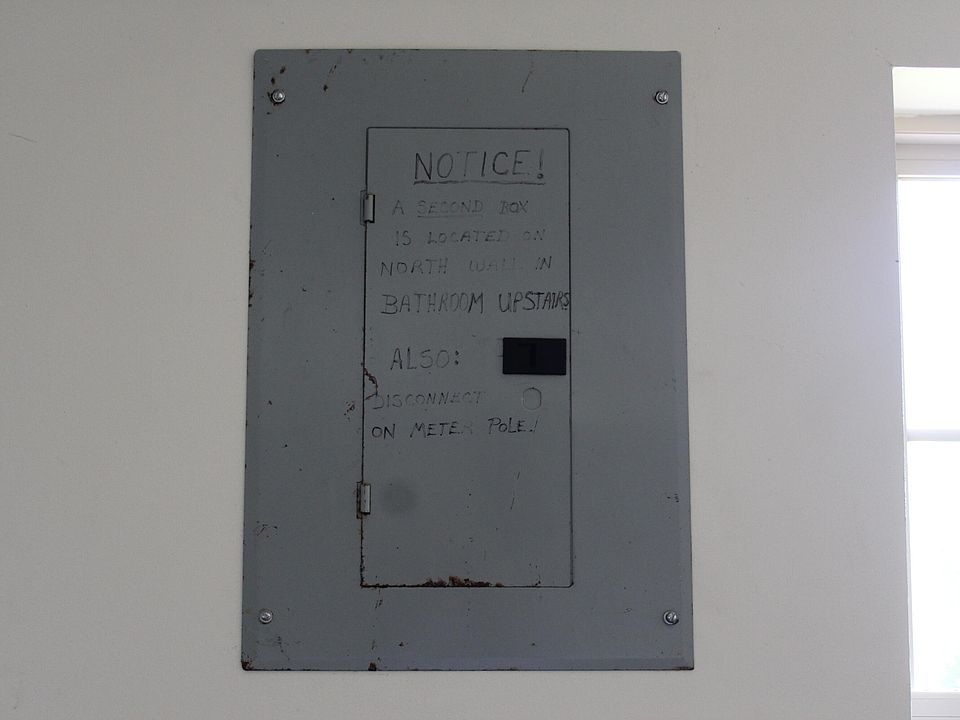 NOTICE!
A SECOND BOX
IS LOCATED ON
NORTH WALL IN
BATHROOM UPSTAIRS
ALSO:
DISCONNECT
ON METER POLE!